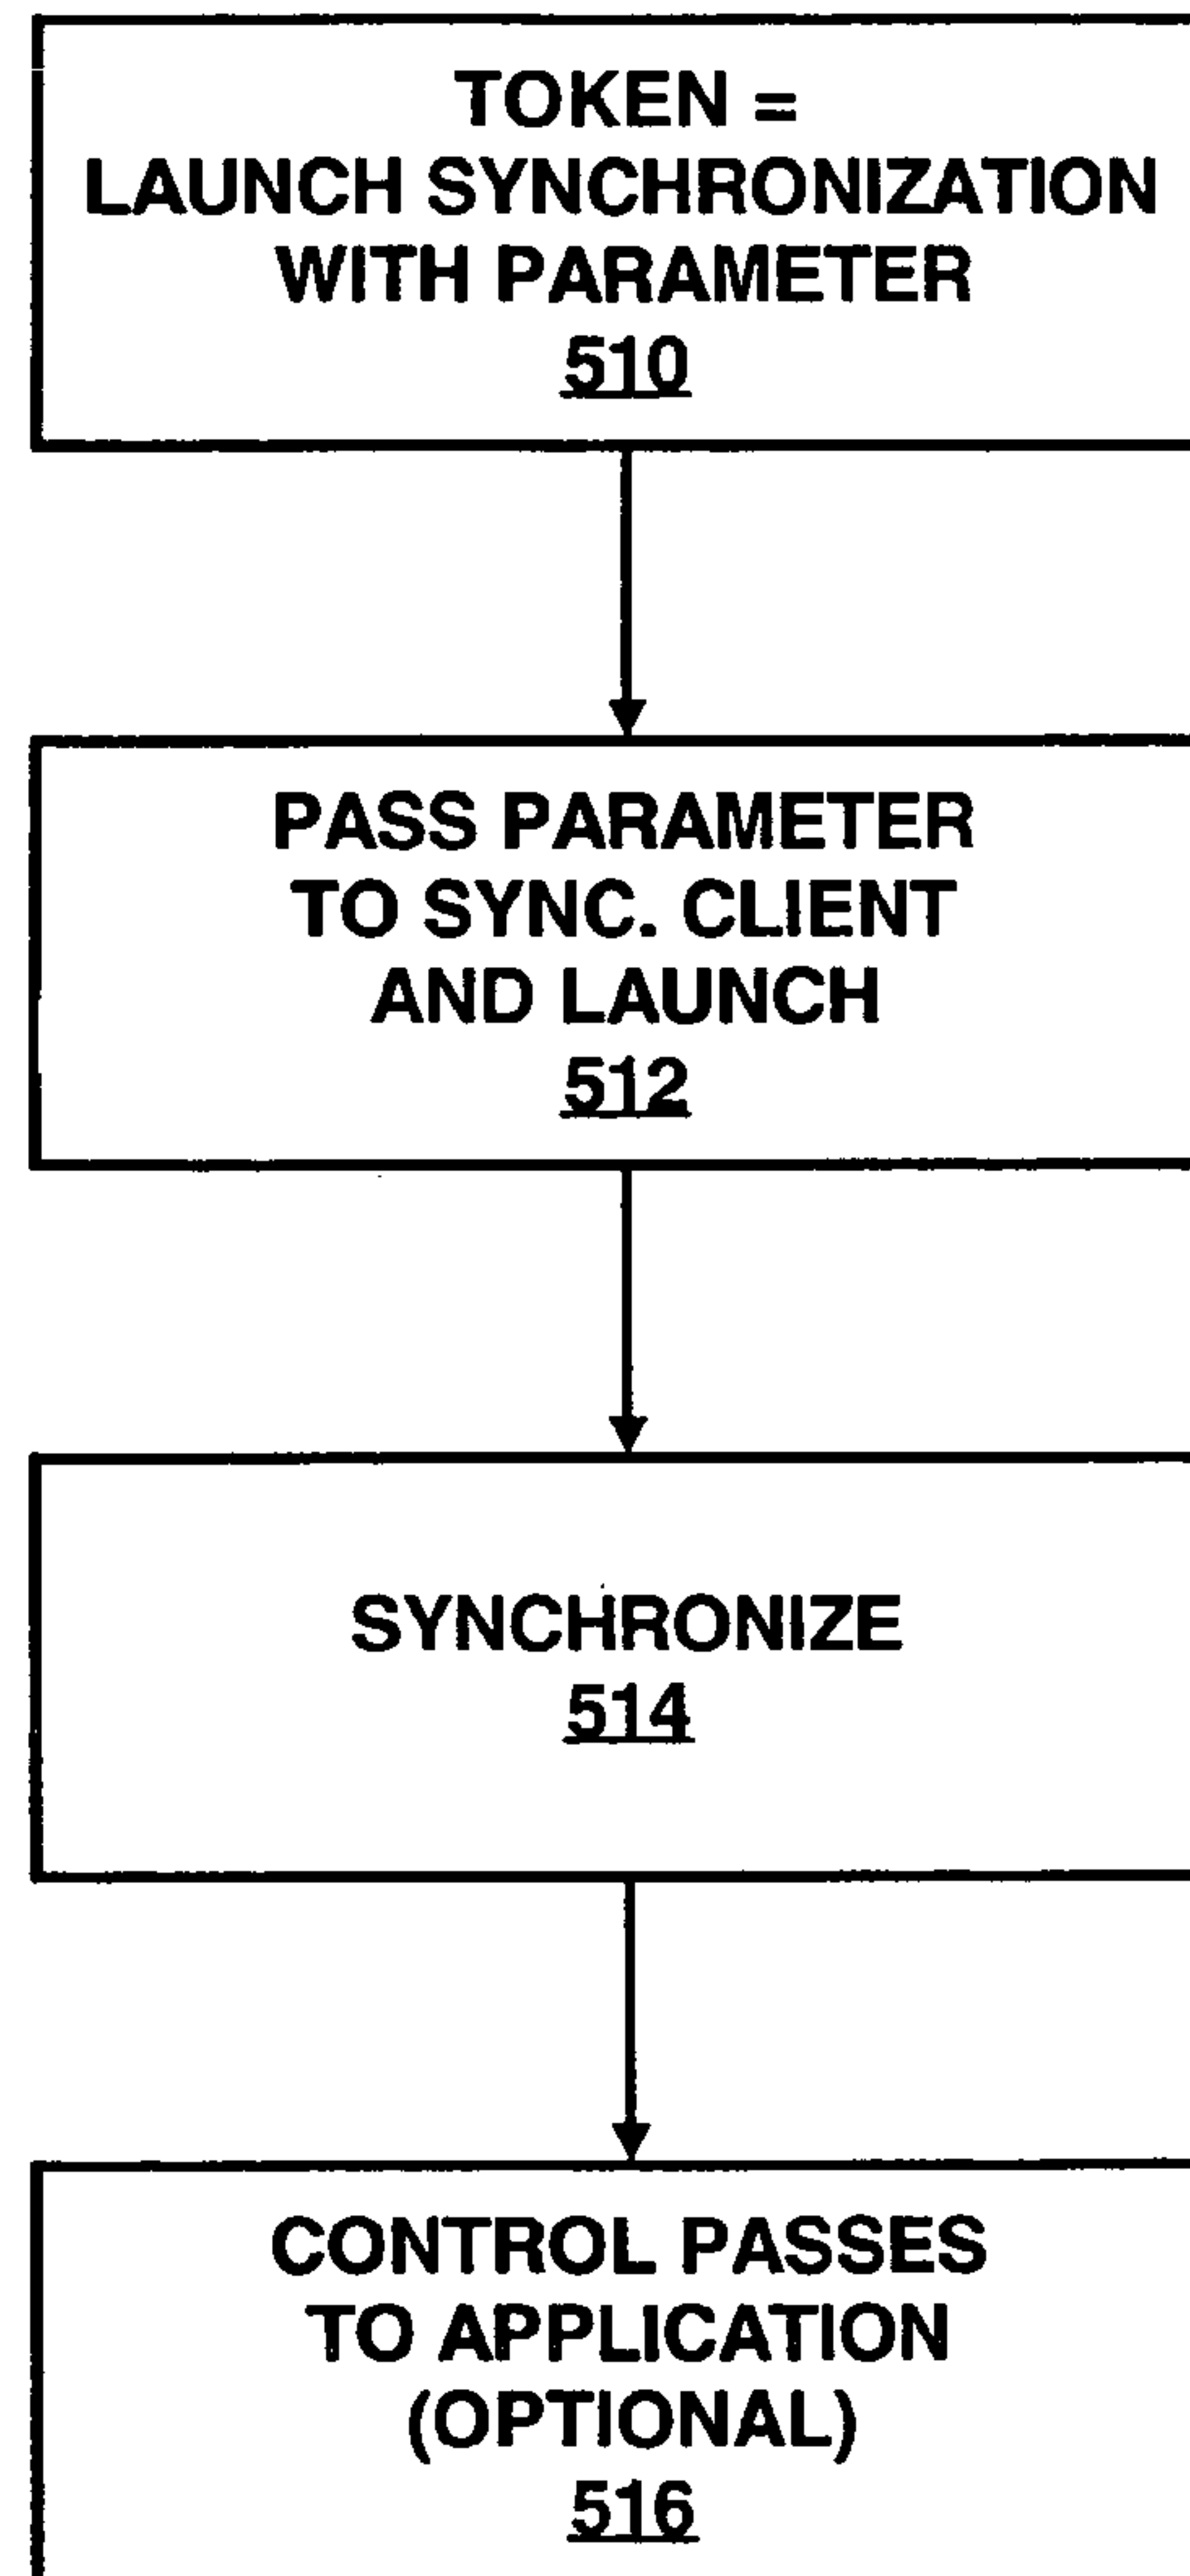 TOKEN =
LAUNCH SYNCHRONIZATION
WITH PARAMETER
510
PASS PARAMETER
TO SYNC. CLIENT
AND LAUNCH
512
SYNCHRONIZE
514
CONTROL PASSES
TO APPLICATION
(OPTIONAL)
516